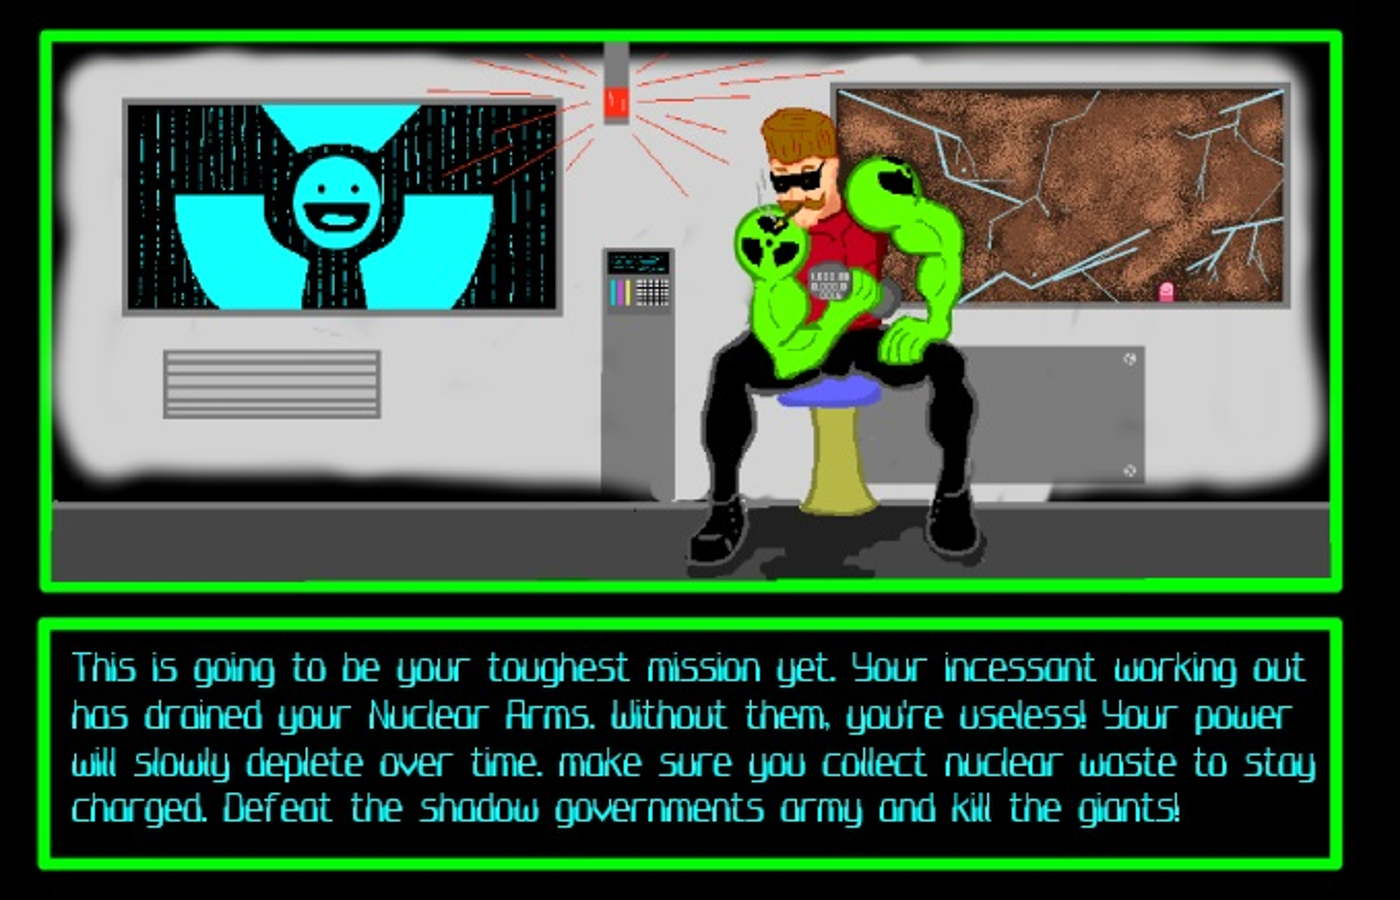 This is going to be your toughest mission yet. Your incessant working out
has drained your Nuclear Arms. Without them, you're useless! Your power
will slowly deplete over time. make sure you collect nuclear waste to stay
charged. Defeat the shadow governments army and kill the giants!